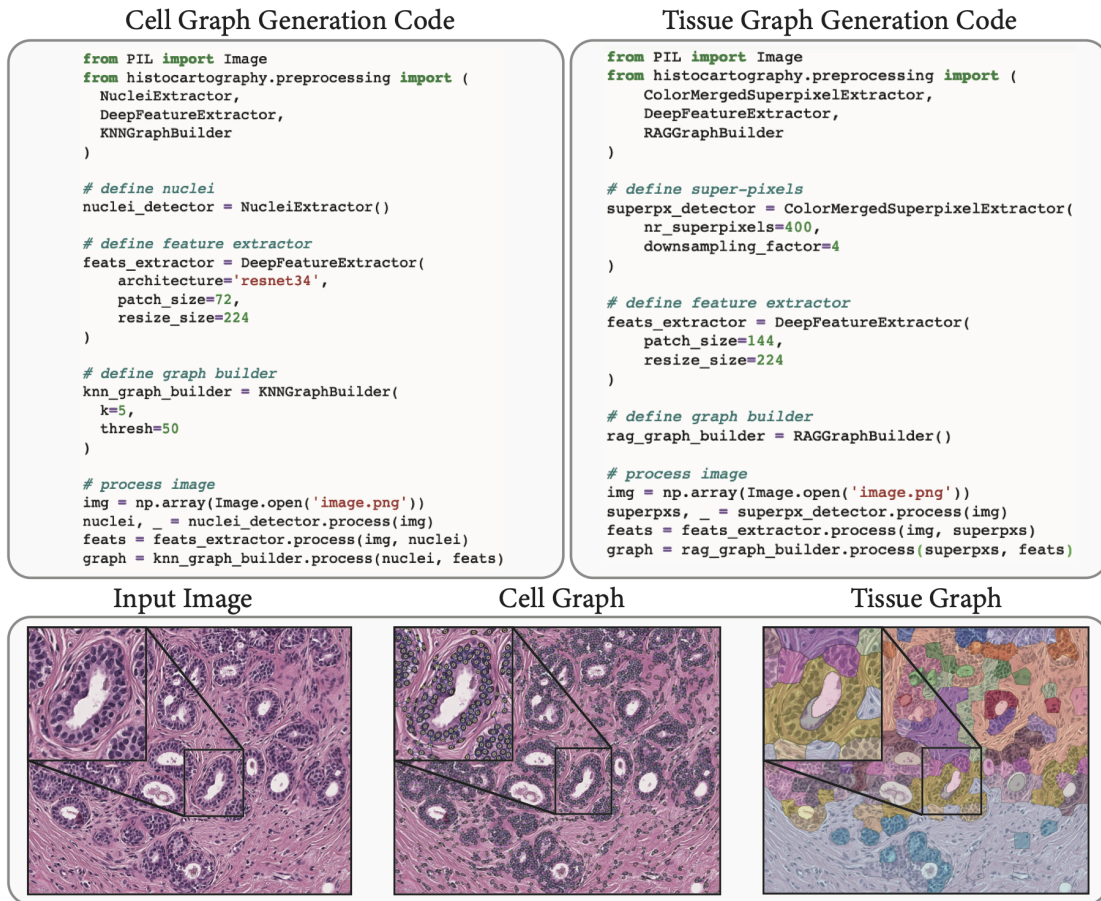 Cell Graph Generation Code
from PIL import Image
from histocartography.preprocessing import (
  NucleiExtractor,
  DeepFeatureExtractor,
  KNNGraphBuilder
)

# define nuclei
nuclei_detector = NucleiExtractor()

# define feature extractor
feats_extractor = DeepFeatureExtractor(
    architecture='resnet34',
    patch_size=72,
    resize_size=224
)

# define graph builder
knn_graph_builder = KNNGraphBuilder(
  k=5,
  thresh=50
)

# process image
img = np.array(Image.open('image.png'))
nuclei, _ = nuclei_detector.process(img)
feats = feats_extractor.process(img, nuclei)
graph = knn_graph_builder.process(nuclei, feats)
Tissue Graph Generation Code
from PIL import Image
from histocartography.preprocessing import (
    ColorMergedSuperpixelExtractor,
    DeepFeatureExtractor,
    RAGGraphBuilder
)

# define super-pixels
superpx_detector = ColorMergedSuperpixelExtractor(
    nr_superpixels=400,
    downsampling_factor=4
)

# define feature extractor
feats_extractor = DeepFeatureExtractor(
    patch_size=144,
    resize_size=224
)

# define graph builder
rag_graph_builder = RAGGraphBuilder()

# process image
img = np.array(Image.open('image.png'))
superpxs, _ = superpx_detector.process(img)
feats = feats_extractor.process(img, superpxs)
graph = rag_graph_builder.process(superpxs, feats)
Input Image
Cell Graph
Tissue Graph